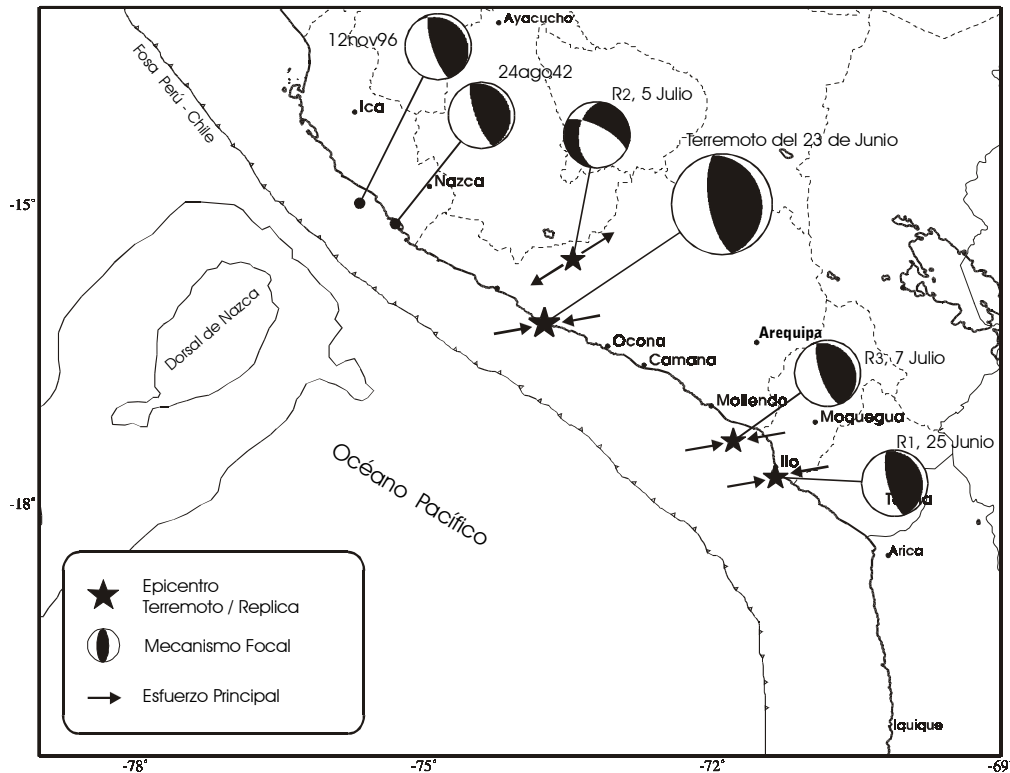 Ayacucho
12nov96
Fosa Perú - Chile
24ago42
R2, 5 Julio
Ica
Terremoto del 23 de Junio
Nazca
-15°
Dorsal de Nazca
Ocona
Arequipa
Camana
R3, 7 Julio
Mollendo
Moquegua
R1, 25 Junio
Ilo
Océano Pacífico
-18°
Arica
Epicentro
Terremoto / Replica
Mecanismo Focal
Esfuerzo Principal
Iquique
-78°
-75°
-72°
-69°